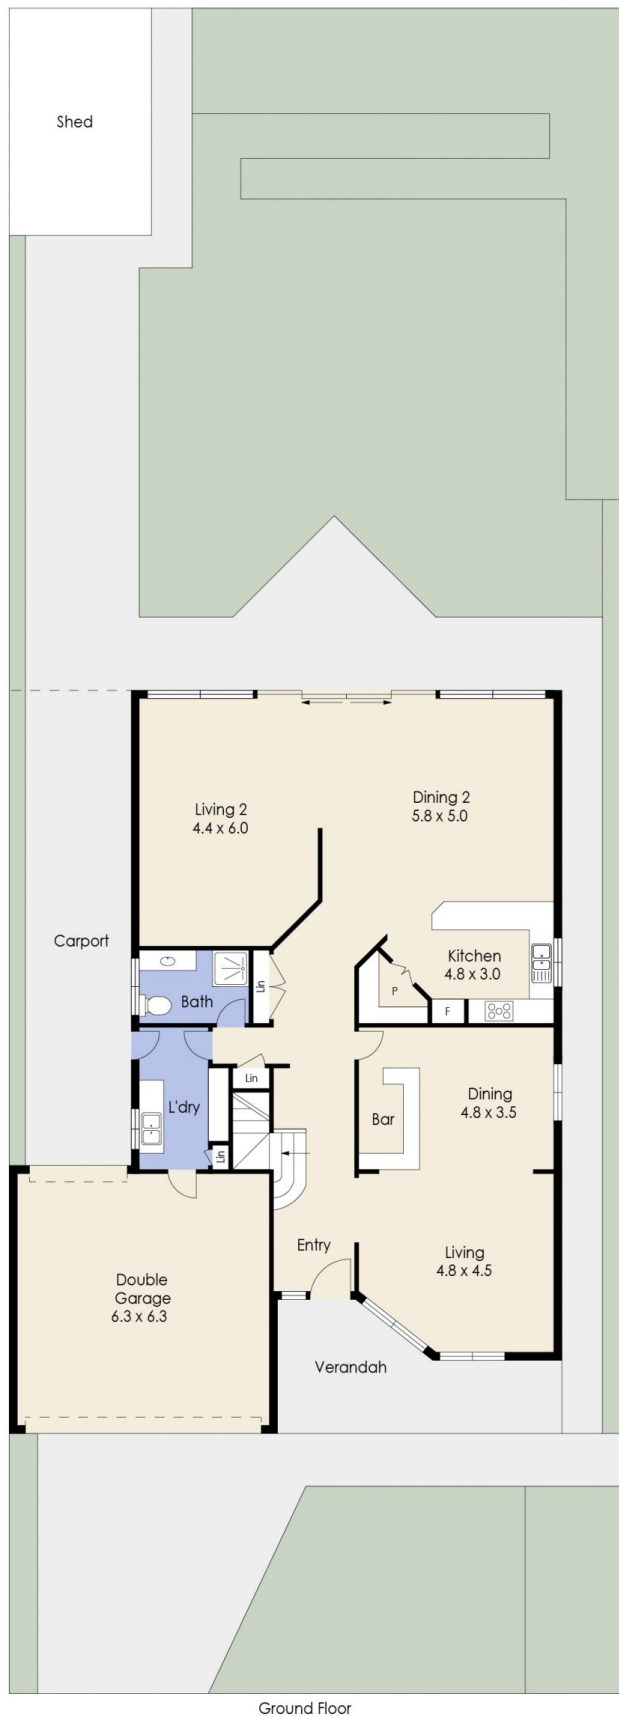 Shed
Living 2
4.4 x 6.0
Dining 2
5.8 x 5.0
Carport
Kitchen
4.8 x 3.0
Lin
P
F
Bath
Lin
L'dry
Dining
4.8 x 3.5
Bar
Lin
Entry
Living
4.8 x 4.5
Double
Garage
6.3 x 6.3
Verandah
Ground Floor